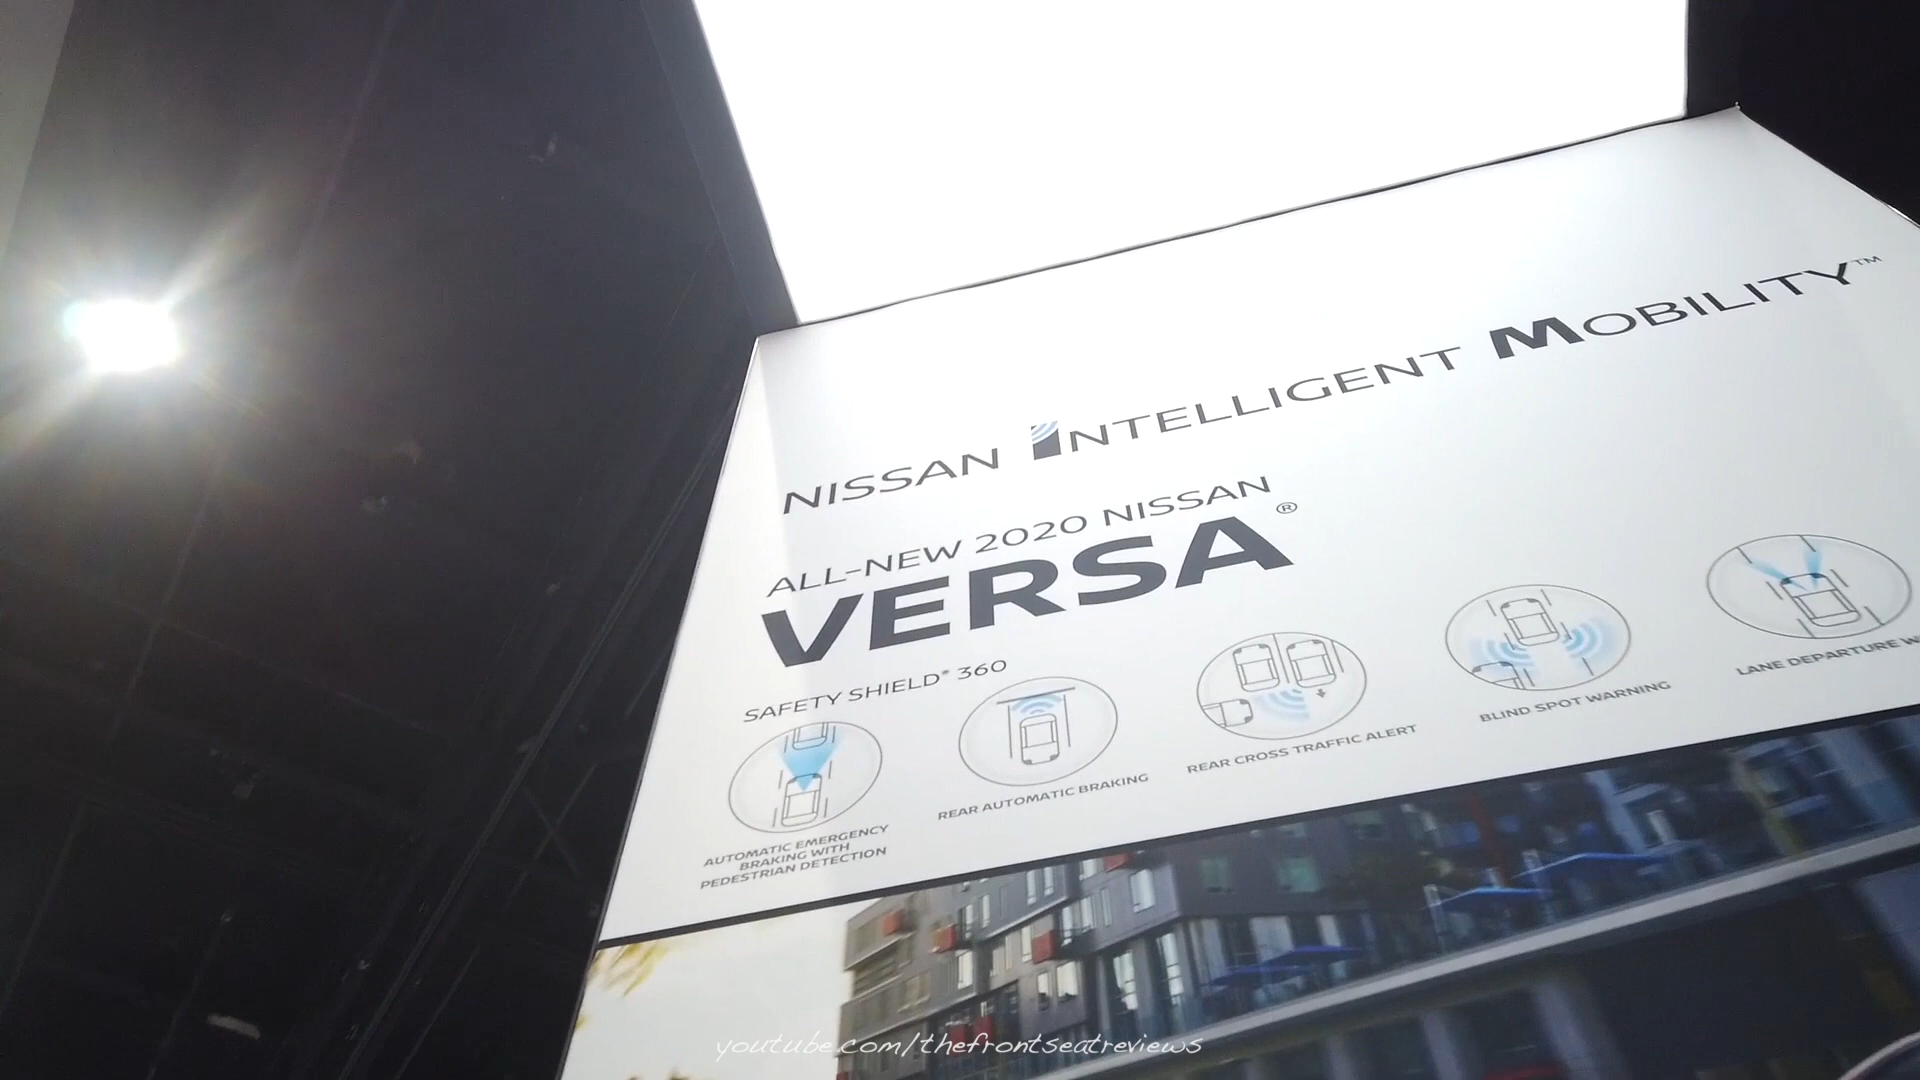 NISSAN INTELLIGENT MOBILITY™
ALL-NEW 2020 NISSAN
VERSA®
SAFETY SHIELD® 360
AUTOMATIC EMERGENCY
BRAKING WITH
PEDESTRIAN DETECTION
REAR AUTOMATIC BRAKING
REAR CROSS TRAFFIC ALERT
BLIND SPOT WARNING
LANE DEPARTURE W
youtube.com/thefrontseatreviews